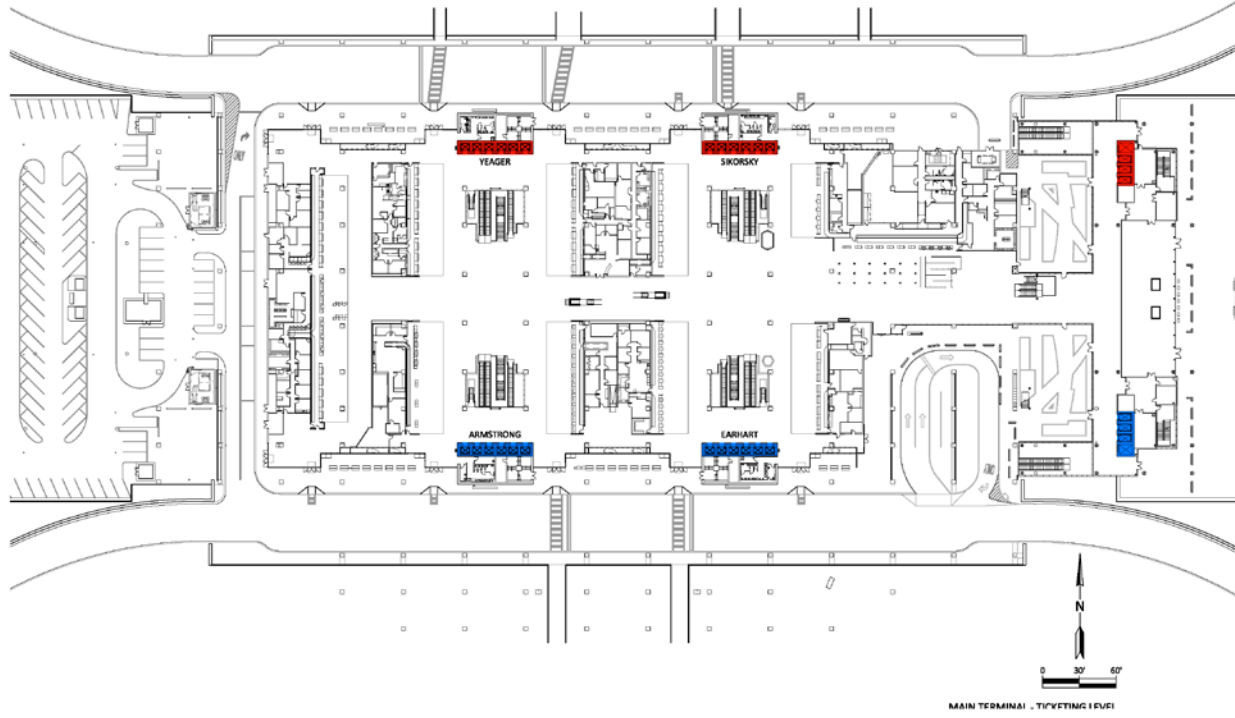 YEAGER
SIKORSKY
ARMSTRONG
EARHART
N
0 30' 60'
MAIN TERMINAL - TICKETING LEVEL